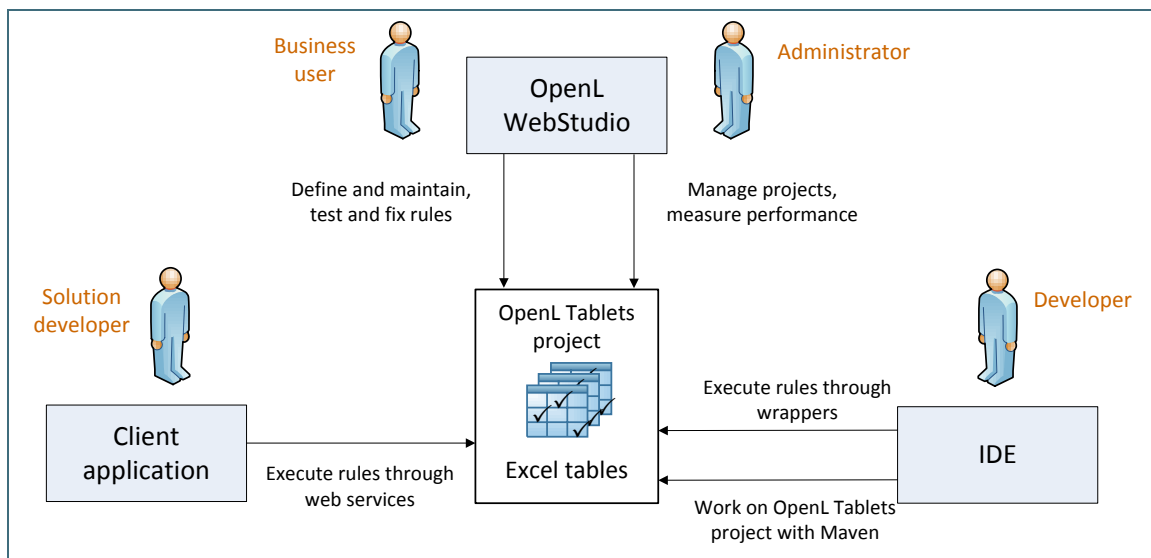 Business
user
Administrator
OpenL
WebStudio
Define and maintain,
test and fix rules
Manage projects,
measure performance
Solution
developer
OpenL Tablets
project
Excel tables
Developer
Client
application
Execute rules through
web services
Execute rules through
wrappers
IDE
Work on OpenL Tablets
project with Maven